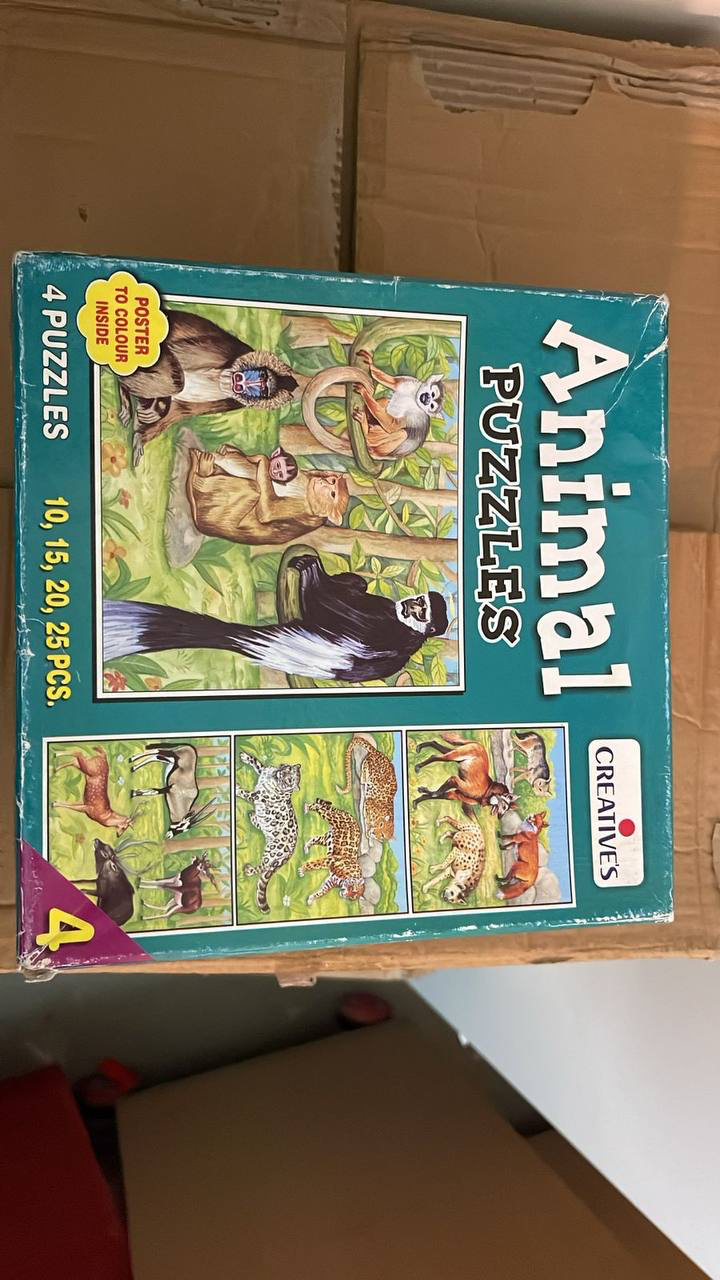 Animal
PUZZLES
CREATIVE'S
POSTER
TO COLOUR
INSIDE
4 PUZZLES 10, 15, 20, 25 PCS.
4